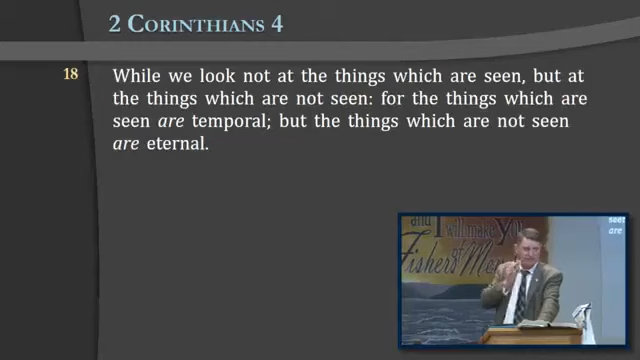 2 Corinthians 4
18 While we look not at the things which are seen, but at
the things which are not seen: for the things which are
seen are temporal; but the things which are not seen
are eternal.
and I
will make you
Fishers
of Men
seen
are